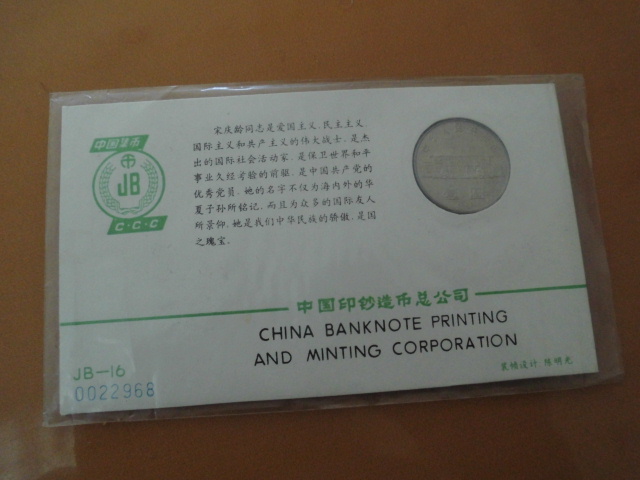 中国集币
JB
C·C·C
宋庆龄同志是爱国主义、民主主义、
国际主义和共产主义的伟大战士,是杰
出的国际社会活动家,是保卫世界和平
事业久经考验的前驱,是中国共产党的
优秀党员。她的名字不仅为海内外的华
夏子孙所铭记,而且为众多的国际友人
所景仰,她是我们中华民族的骄傲,是国
之瑰宝。
中国印钞造币总公司
CHINA BANKNOTE PRINTING
AND MINTING CORPORATION
JB—16
0022968
装帧设计:陈明光